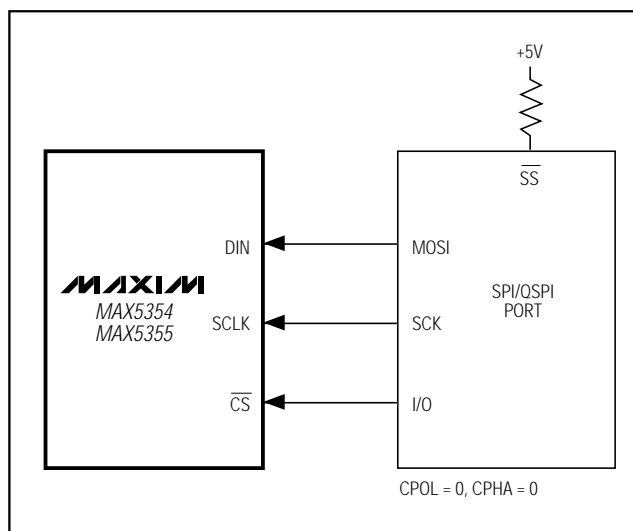 +5V
SS
DIN
MOSI
MAXIM
MAX5354
MAX5355
SPI/QSPI
PORT
SCLK
SCK
CS
I/O
CPOL = 0, CPHA = 0